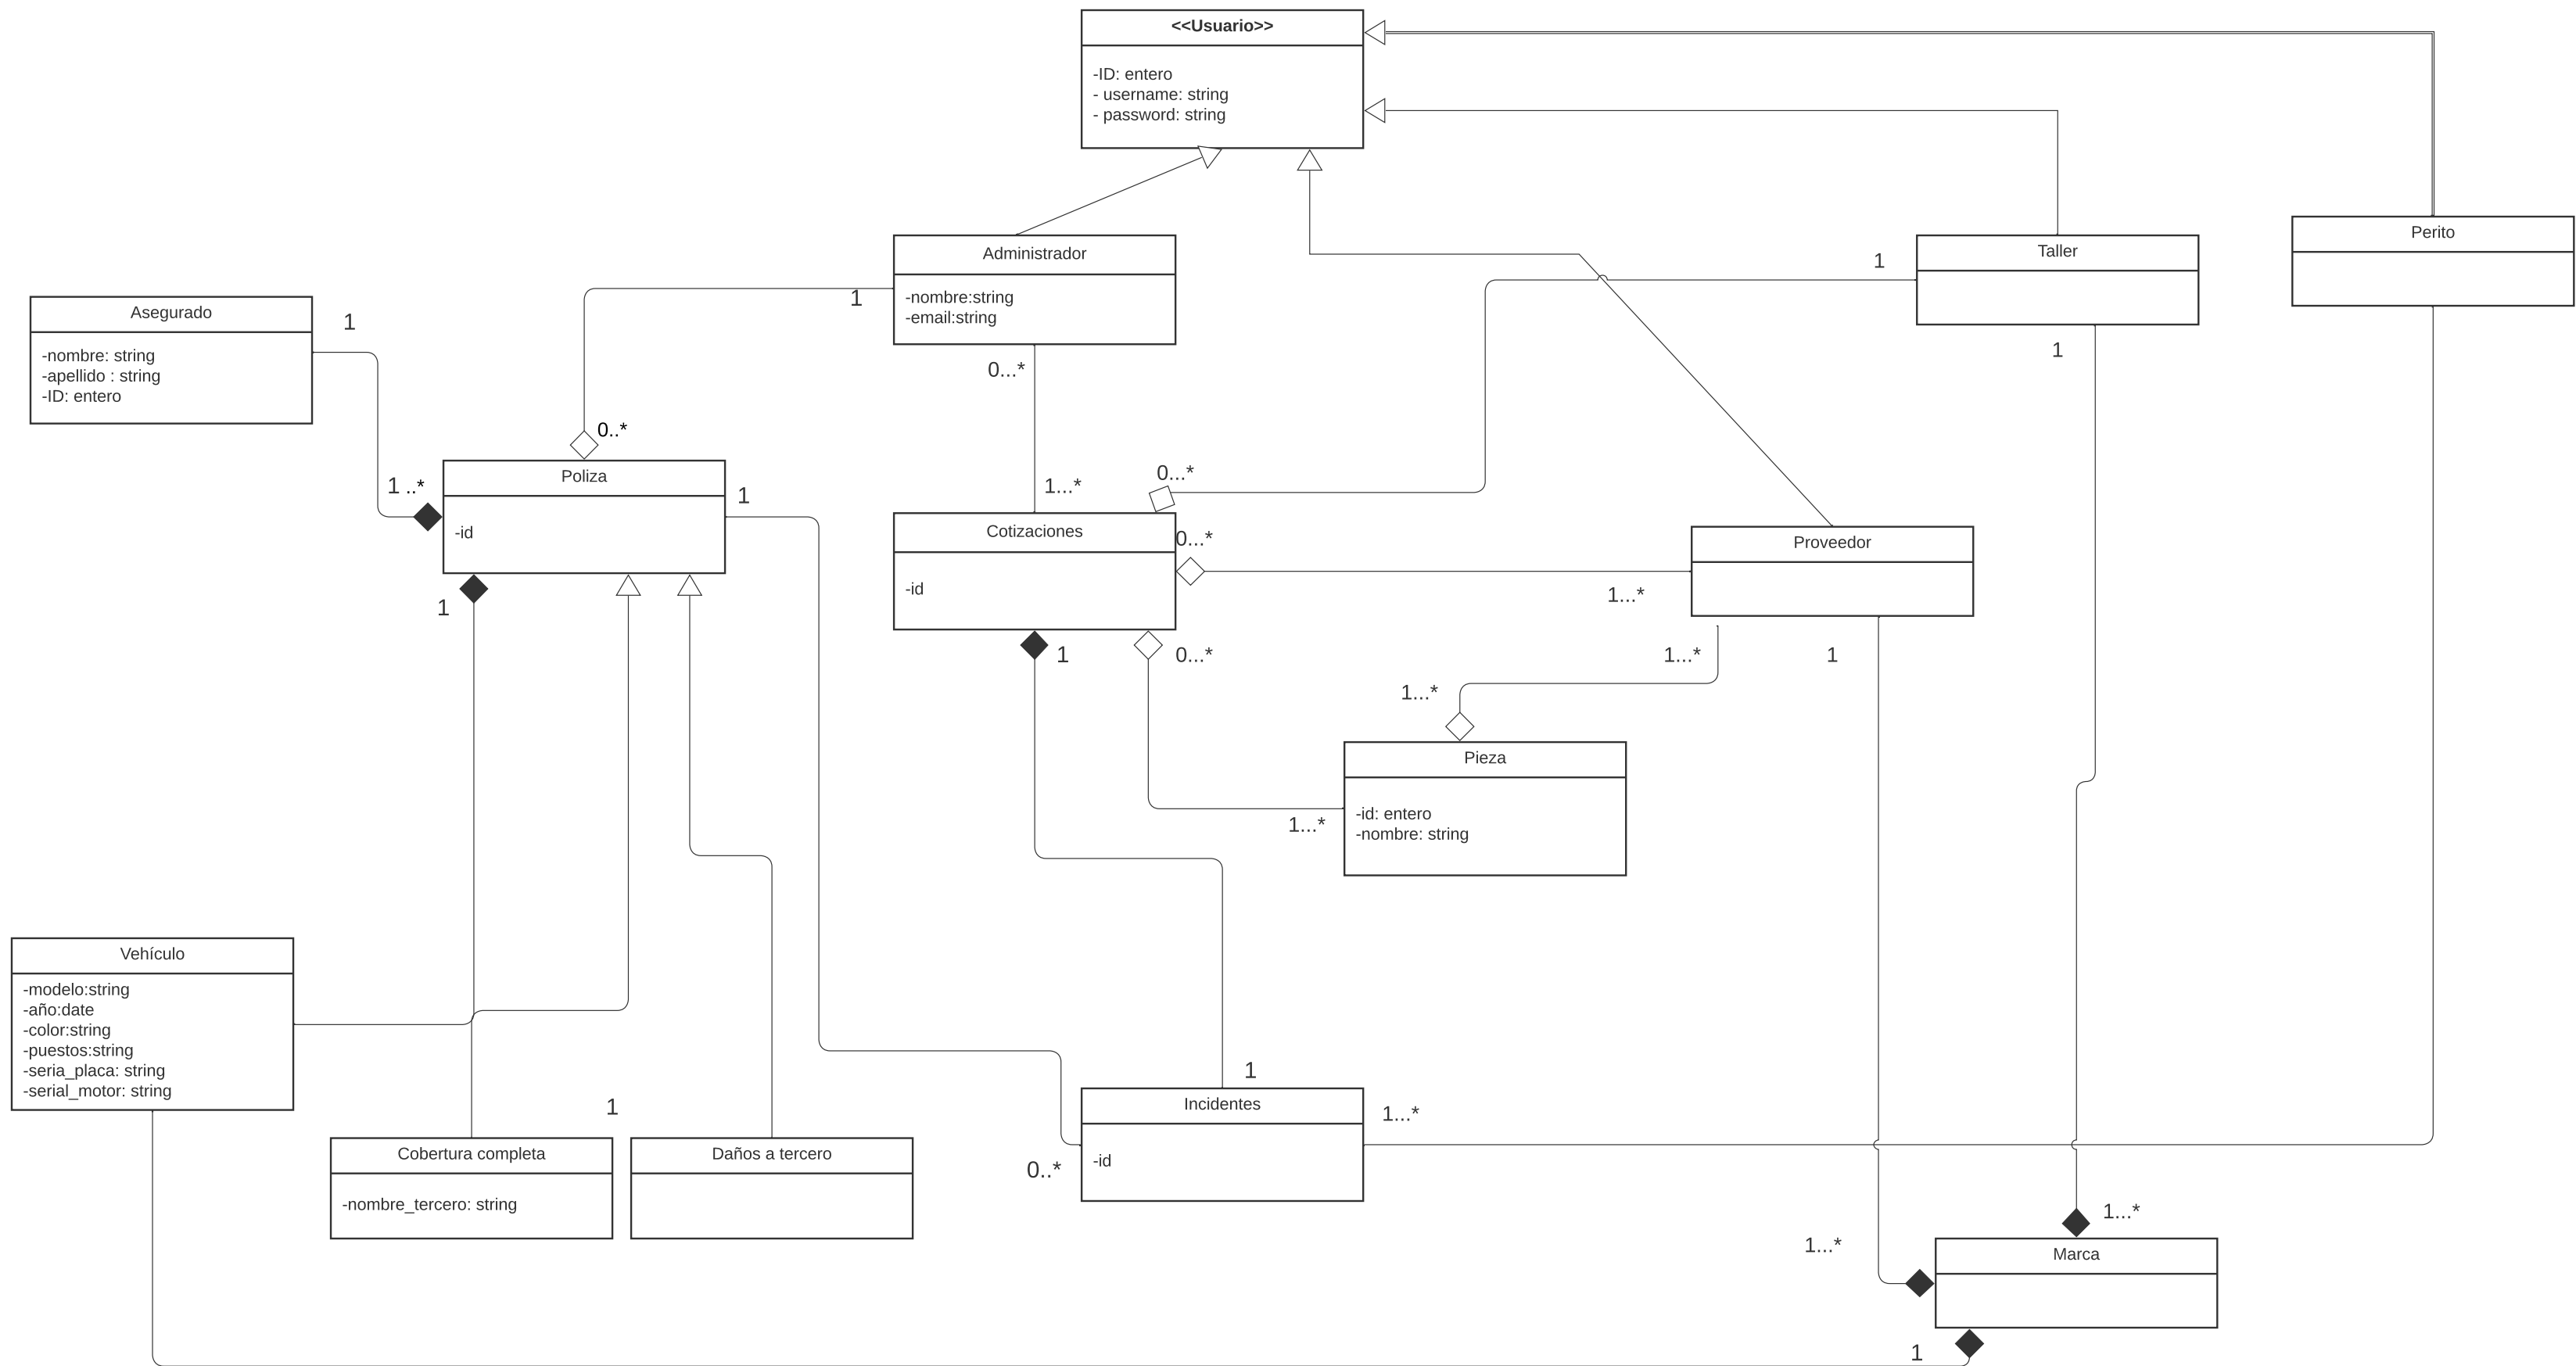 <<Usuario>>
-ID: entero
- username: string
- password: string
Perito
Taller
1
1
Administrador
-nombre:string
-email:string
1
0...*
1...*
Asegurado
-nombre: string
-apellido : string
-ID: entero
1
1 ..*
0..*
Poliza
-id
1
1
Cotizaciones
-id
0...*
0...*
1...*
1
0...*
Proveedor
1...*
1
1...*
Pieza
-id: entero
-nombre: string
1...*
Vehículo
-modelo:string
-año:date
-color:string
-puestos:string
-seria_placa: string
-serial_motor: string
1
Cobertura completa
-nombre_tercero: string
Daños a tercero
1
Incidentes
-id
0..*
1...*
1...*
1...*
Marca
1